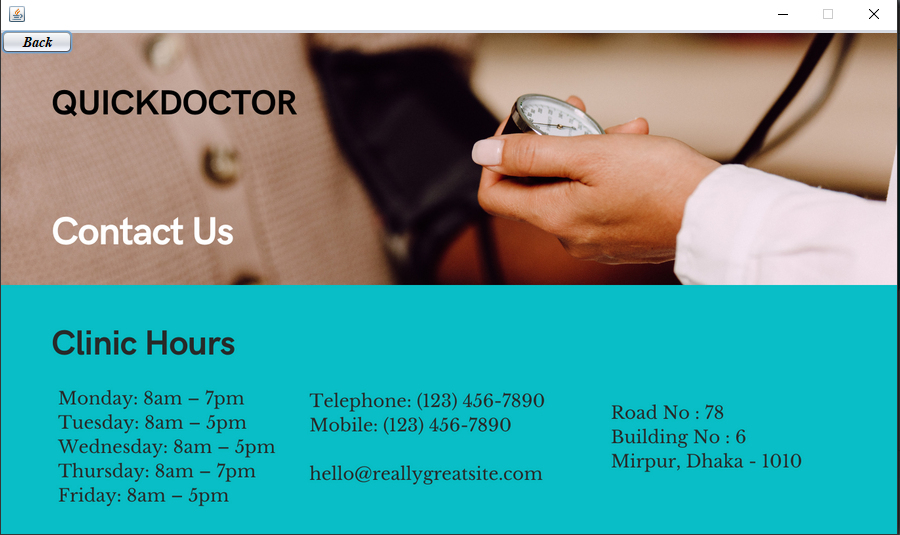 Back
QUICKDOCTOR
Contact Us
Clinic Hours
Monday: 8am – 7pm
Tuesday: 8am – 5pm
Wednesday: 8am – 5pm
Thursday: 8am – 7pm
Friday: 8am – 5pm
Telephone: (123) 456-7890
Mobile: (123) 456-7890
hello@reallygreatsite.com
Road No : 78
Building No : 6
Mirpur, Dhaka - 1010